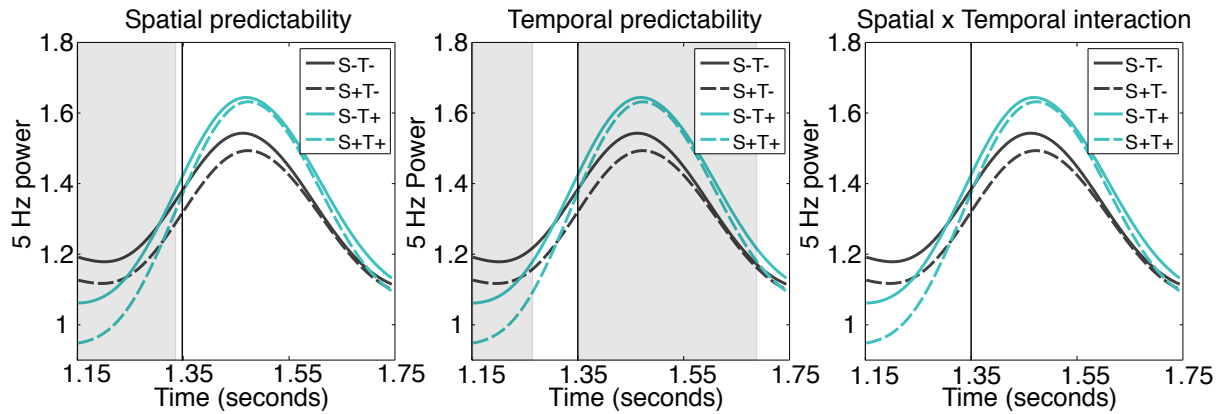 Spatial predictability
1.8
1.6
1.4
1.2
1
5 Hz power
S-T-
S+T-
S-T+
S+T+
1.15
1.35
1.55
1.75
Time (seconds)
Temporal predictability
1.8
1.6
1.4
1.2
1
5 Hz Power
S-T-
S+T-
S-T+
S+T+
1.15
1.35
1.55
1.75
Time (seconds)
Spatial x Temporal interaction
1.8
1.6
1.4
1.2
1
5 Hz power
S-T-
S+T-
S-T+
S+T+
1.15
1.35
1.55
1.75
Time (seconds)